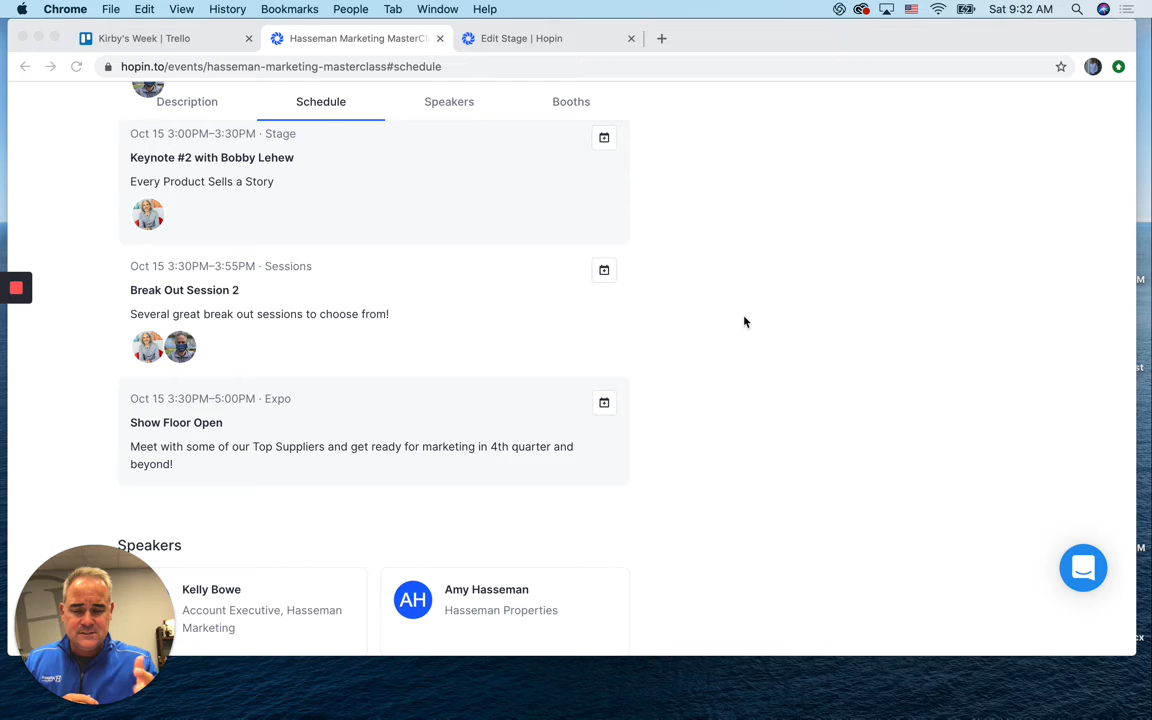 Chrome File Edit View History Bookmarks People Tab Window Help Sat 9:32 AM
Kirby's Week | Trello
Hasseman Marketing MasterCl
Edit Stage | Hopin
hopin.to/events/hasseman-marketing-masterclass#schedule
Description Schedule Speakers Booths
Oct 15 3:00PM–3:30PM · Stage
Keynote #2 with Bobby Lehew
Every Product Sells a Story
Oct 15 3:30PM–3:55PM · Sessions
Break Out Session 2
Several great break out sessions to choose from!
Oct 15 3:30PM–5:00PM · Expo
Show Floor Open
Meet with some of our Top Suppliers and get ready for marketing in 4th quarter and
beyond!
Speakers
Kelly Bowe
Account Executive, Hasseman
Marketing
AH
Amy Hasseman
Hasseman Properties
M
st
M
cx